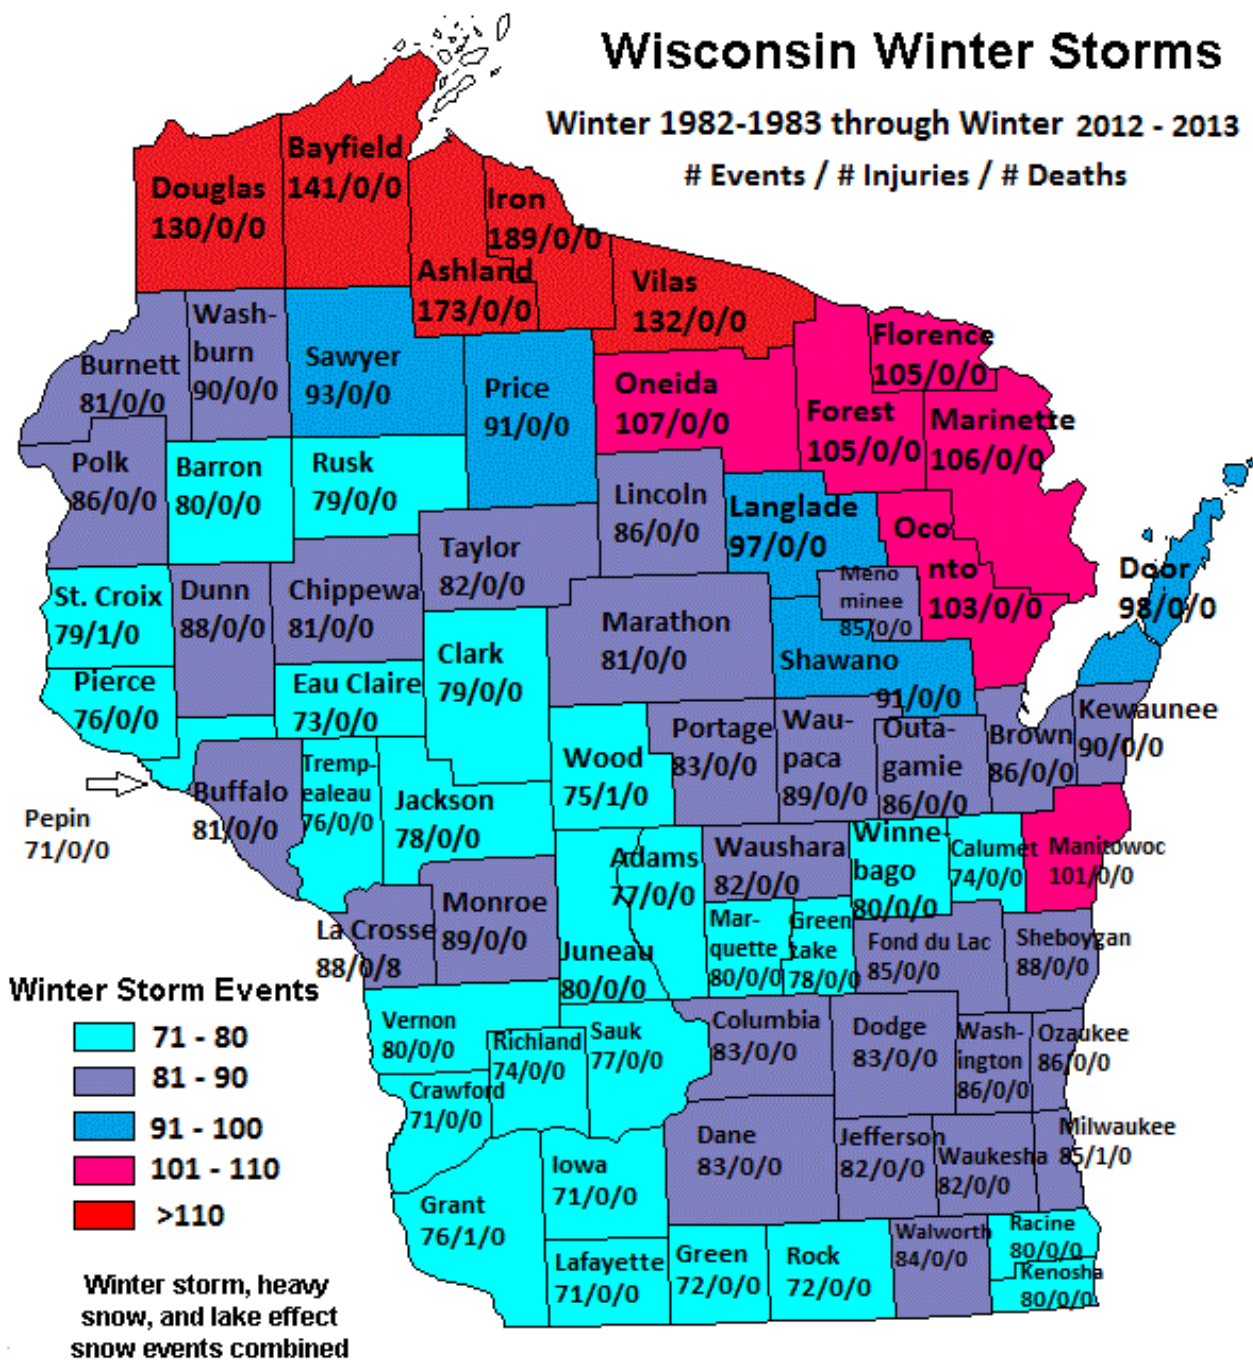 Wisconsin Winter Storms
Winter 1982-1983 through Winter 2012 - 2013
# Events / # Injuries / # Deaths
Bayfield
141/0/0
Douglas
130/0/0
Iron
189/0/0
Ashland
173/0/0
Vilas
132/0/0
Wash-
burn
90/0/0
Burnett
81/0/0
Sawyer
93/0/0
Price
91/0/0
Oneida
107/0/0
Florence
105/0/0
Forest
105/0/0
Marinette
106/0/0
Polk
86/0/0
Barron
80/0/0
Rusk
79/0/0
Lincoln
86/0/0
Langlade
97/0/0
Oco
nto
103/0/0
Taylor
82/0/0
Meno
minee
85/0/0
Door
98/0/0
St. Croix
79/1/0
Dunn
88/0/0
Chippewa
81/0/0
Clark
79/0/0
Marathon
81/0/0
Shawano
91/0/0
Pierce
76/0/0
Eau Claire
73/0/0
Wood
75/1/0
Portage
83/0/0
Wau-
paca
89/0/0
Outa-
gamie
86/0/0
Brown
86/0/0
Kewaunee
90/0/0
Pepin
71/0/0
Buffalo
81/0/0
Tremp-
ealeau
76/0/0
Jackson
78/0/0
Adams
77/0/0
Waushara
82/0/0
Winne-
bago
80/0/0
Calumet
74/0/0
Manitowoc
101/0/0
La Crosse
88/0/8
Monroe
89/0/0
Juneau
80/0/0
Mar-
quette
80/0/0
Green
Lake
78/0/0
Fond du Lac
85/0/0
Sheboygan
88/0/0
Vernon
80/0/0
Richland
74/0/0
Sauk
77/0/0
Columbia
83/0/0
Dodge
83/0/0
Wash-
ington
86/0/0
Ozaukee
86/0/0
Crawford
71/0/0
Dane
83/0/0
Jefferson
82/0/0
Waukesha
82/0/0
Milwaukee
85/1/0
Grant
76/1/0
Iowa
71/0/0
Lafayette
71/0/0
Green
72/0/0
Rock
72/0/0
Walworth
84/0/0
Racine
80/0/0
Kenosha
80/0/0
Winter Storm Events
71 - 80
81 - 90
91 - 100
101 - 110
>110
Winter storm, heavy
snow, and lake effect
snow events combined